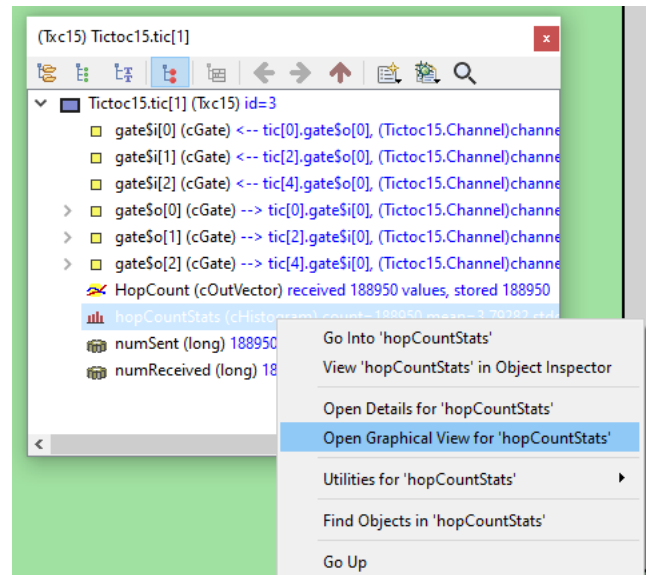 (Txc15) Tictoc15.tic[1]
x
Tictoc15.tic[1] (Txc15) id=3
gate$i[0] (cGate) <-- tic[0].gate$o[0], (Tictoc15.Channel)channe
gate$i[1] (cGate) <-- tic[2].gate$o[0], (Tictoc15.Channel)channe
gate$i[2] (cGate) <-- tic[4].gate$o[0], (Tictoc15.Channel)channe
gate$o[0] (cGate) --> tic[0].gate$i[0], (Tictoc15.Channel)channe
gate$o[1] (cGate) --> tic[2].gate$i[0], (Tictoc15.Channel)channe
gate$o[2] (cGate) --> tic[4].gate$i[0], (Tictoc15.Channel)channe
HopCount (cOutVector) received 188950 values, stored 188950
hopCountStats (cHistogram) count=188950 mean=3.79282 stdd
numSent (long) 188950
numReceived (long) 18
Go Into 'hopCountStats'
View 'hopCountStats' in Object Inspector
Open Details for 'hopCountStats'
Open Graphical View for 'hopCountStats'
Utilities for 'hopCountStats'
Find Objects in 'hopCountStats'
Go Up